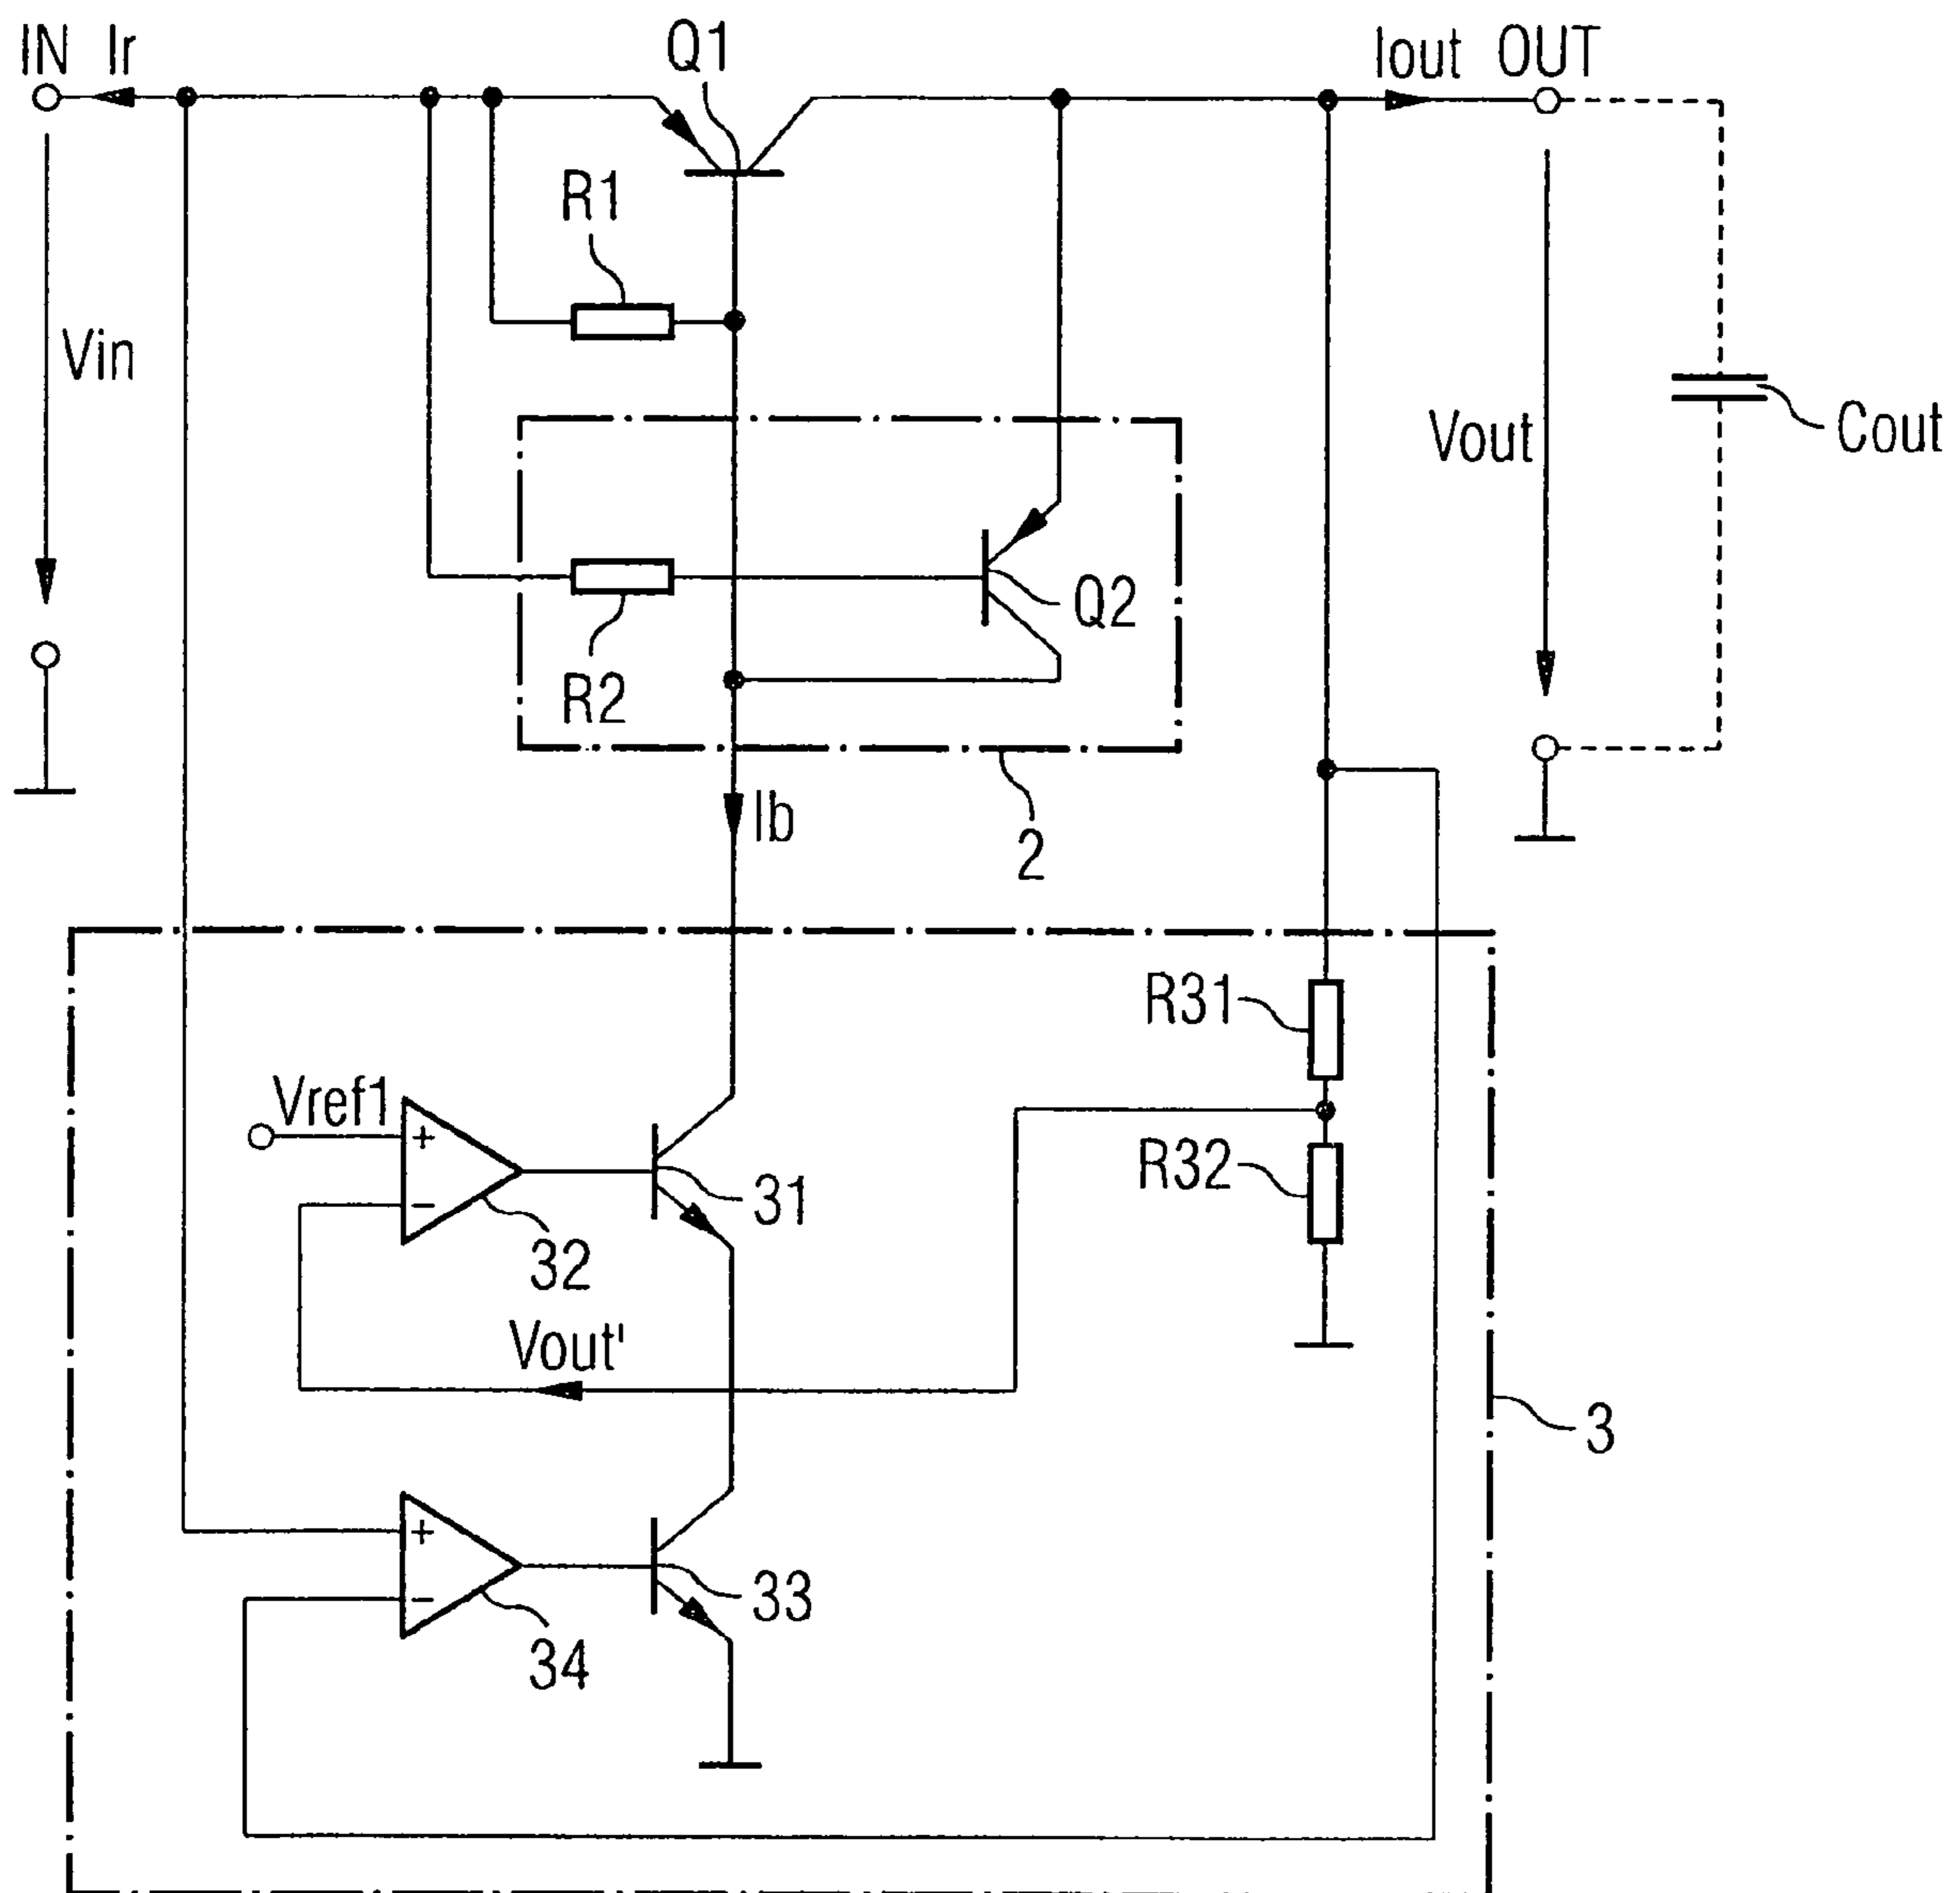 IN Ir Q1 Iout OUT
R1
Vin
Vout Cout
Q2
R2
Ib
2
R31
Vref1
+
R32
31
−
32
Vout'
3
+
33
−
34